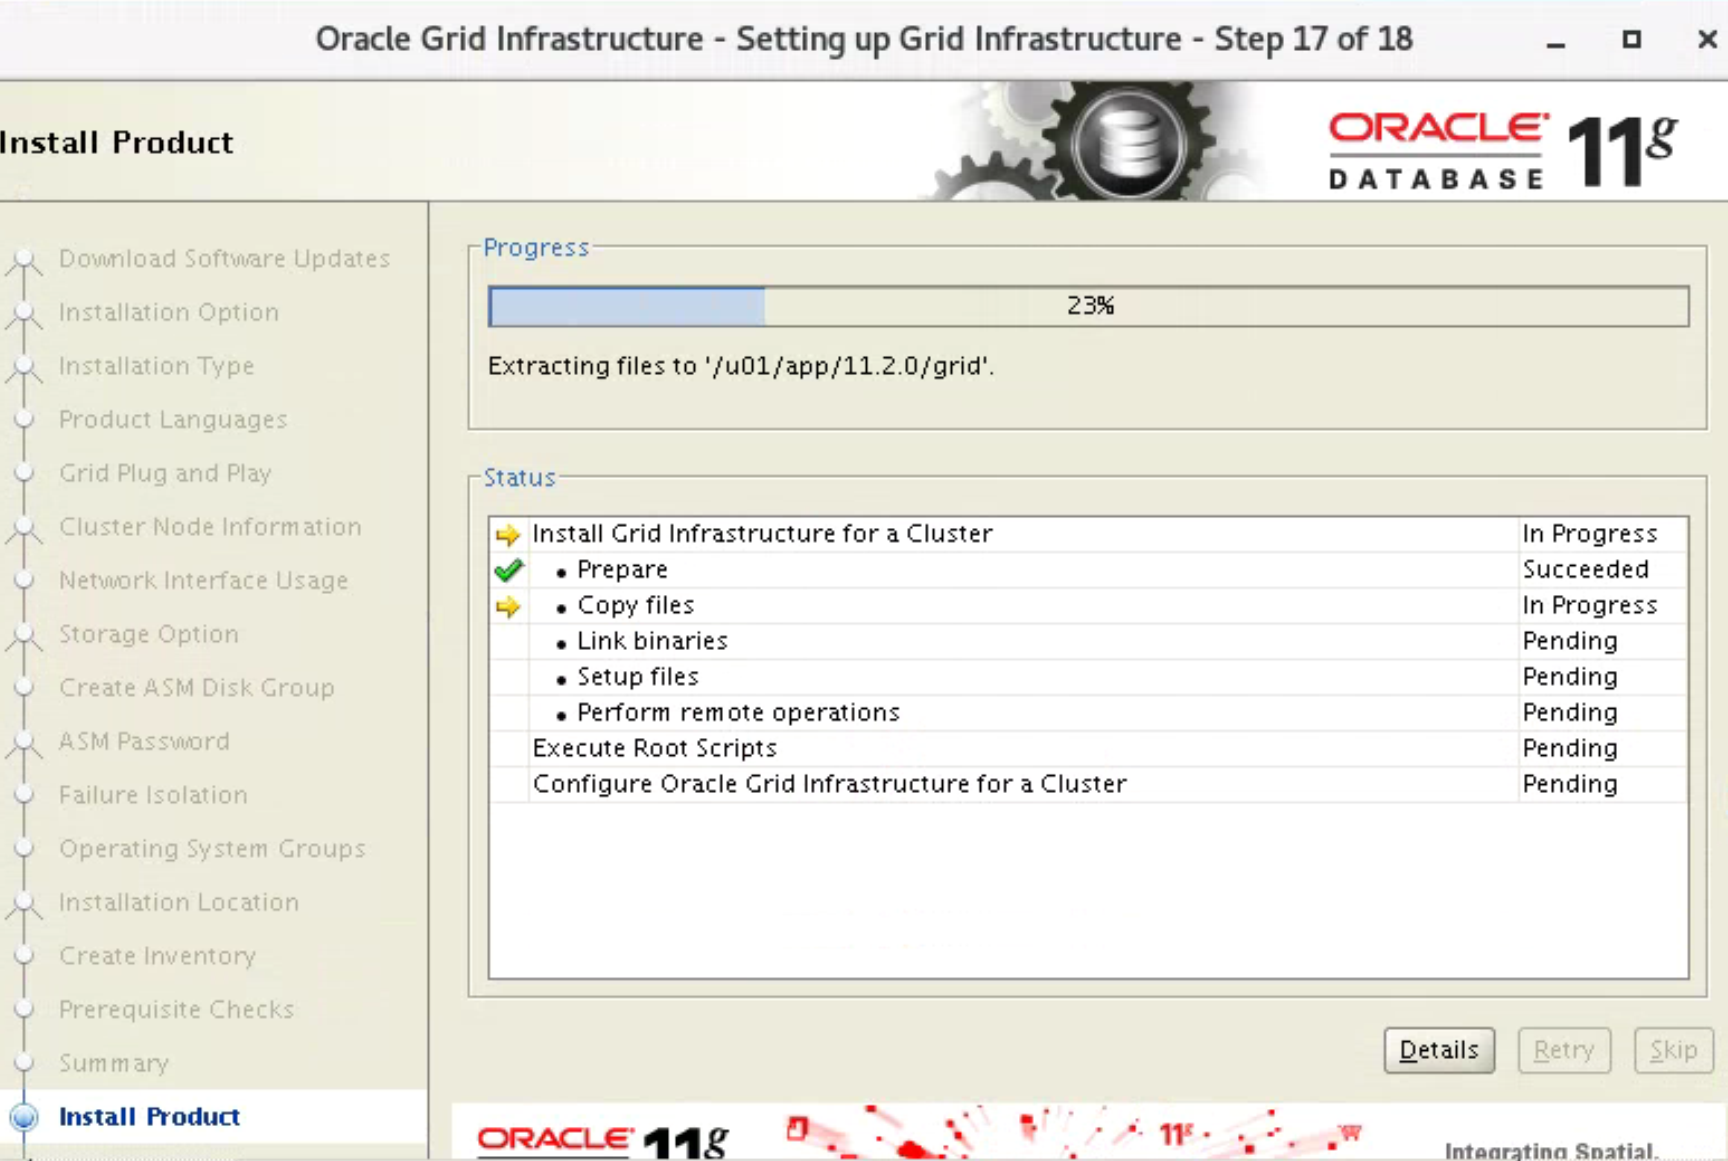 Oracle Grid Infrastructure - Setting up Grid Infrastructure - Step 17 of 18
Install Product
ORACLE
DATABASE
11g
Download Software Updates
Installation Option
Installation Type
Product Languages
Grid Plug and Play
Cluster Node Information
Network Interface Usage
Storage Option
Create ASM Disk Group
ASM Password
Failure Isolation
Operating System Groups
Installation Location
Create Inventory
Prerequisite Checks
Summary
Install Product
Progress
23%
Extracting files to '/u01/app/11.2.0/grid'.
Status
Install Grid Infrastructure for a Cluster In Progress
• Prepare Succeeded
• Copy files In Progress
• Link binaries Pending
• Setup files Pending
• Perform remote operations Pending
Execute Root Scripts Pending
Configure Oracle Grid Infrastructure for a Cluster Pending
Details Retry Skip
ORACLE 11g
11g
Integrating Spatial,